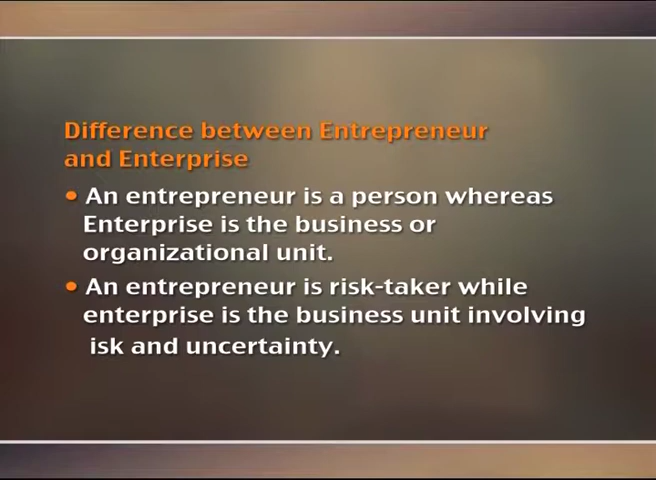 Difference between Entrepreneur
and Enterprise
• An entrepreneur is a person whereas
Enterprise is the business or
organizational unit.
• An entrepreneur is risk-taker while
enterprise is the business unit involving
isk and uncertainty.